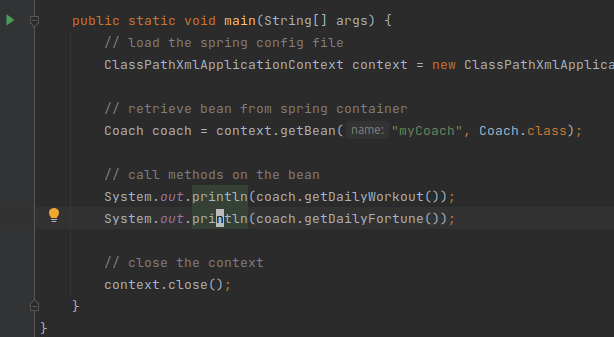 public static void main(String[] args) {
// load the spring config file
ClassPathXmlApplicationContext context = new ClassPathXmlApplica
// retrieve bean from spring container
Coach coach = context.getBean( name: "myCoach", Coach.class);
// call methods on the bean
System.out.println(coach.getDailyWorkout());
System.out.println(coach.getDailyFortune());
// close the context
context.close();
}
}